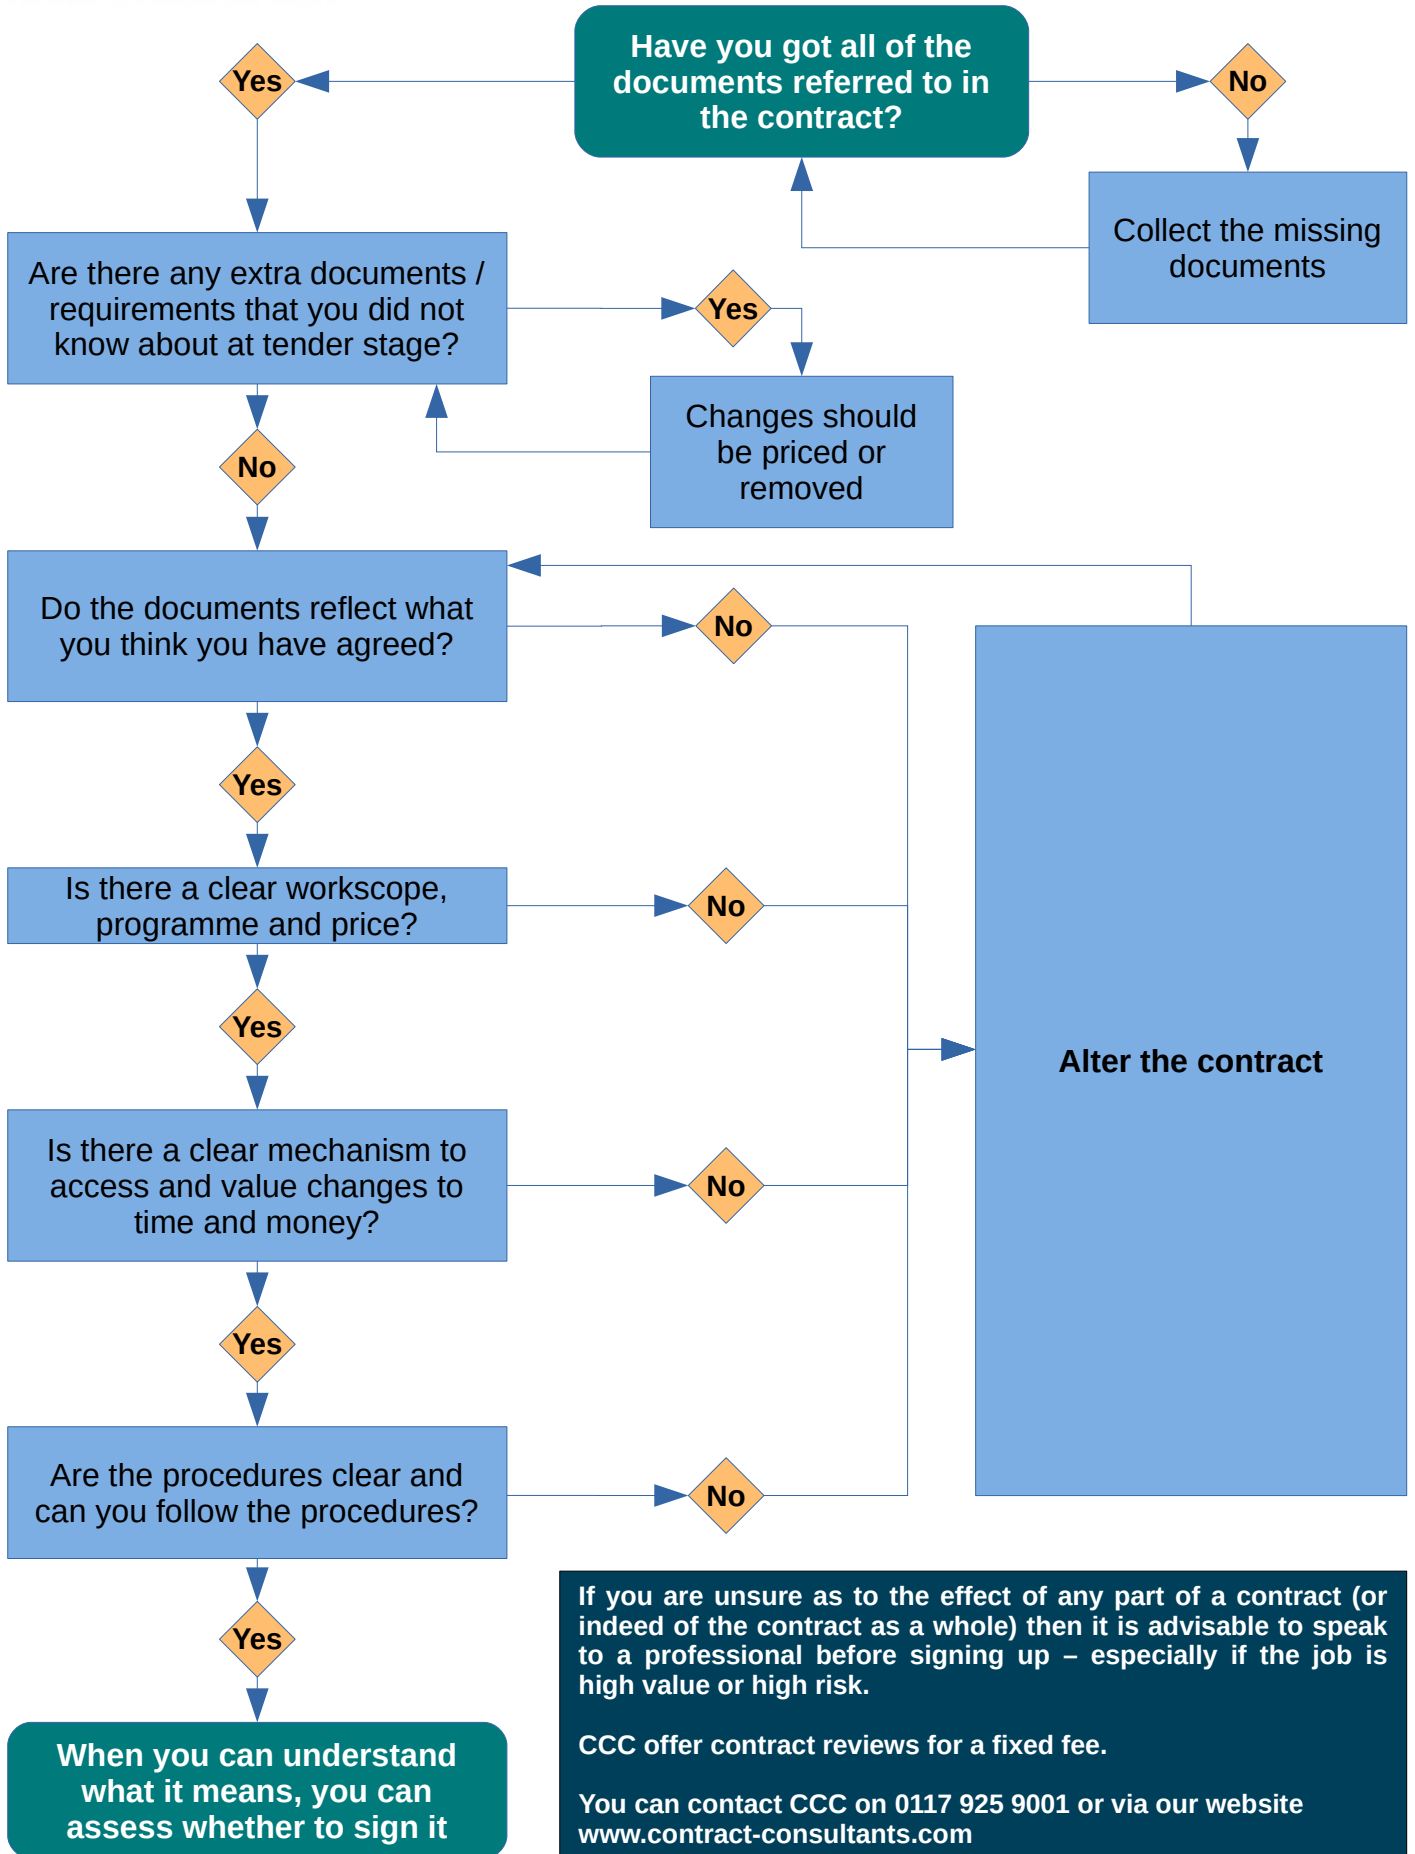 Have you got all of the
documents referred to in
the contract?
Yes
No
Collect the missing
documents
Are there any extra documents /
requirements that you did not
know about at tender stage?
Yes
Changes should
be priced or
removed
No
Do the documents reflect what
you think you have agreed?
No
Yes
Is there a clear workscope,
programme and price?
No
Alter the contract
Yes
Is there a clear mechanism to
access and value changes to
time and money?
No
Yes
Are the procedures clear and
can you follow the procedures?
No
Yes
When you can understand
what it means, you can
assess whether to sign it
If you are unsure as to the effect of any part of a contract (or
indeed of the contract as a whole) then it is advisable to speak
to a professional before signing up – especially if the job is
high value or high risk.
CCC offer contract reviews for a fixed fee.
You can contact CCC on 0117 925 9001 or via our website
www.contract-consultants.com